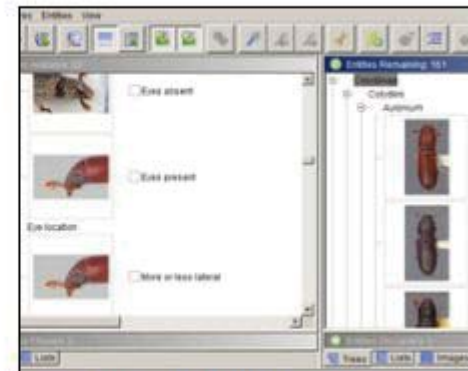 Entities View
Entities Remaining: 161
Eyes absent
Colydiini
Aulonium
Eyes present
Eye location
More or less lateral
Lists
Trees Lists Images